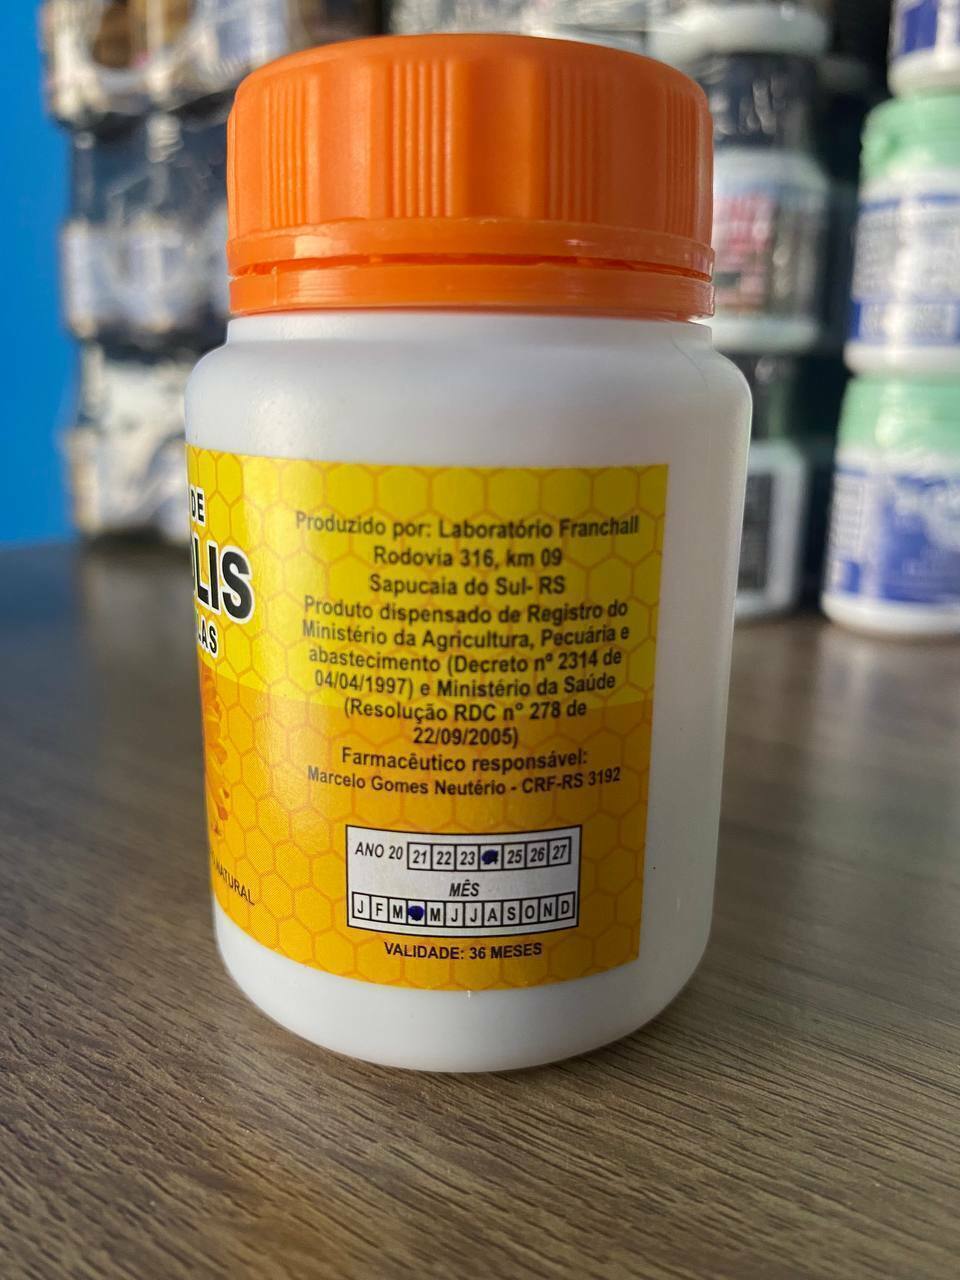 DE
LIS
LAS
NATURAL
Produzido por: Laboratório Franchall
Rodovia 316, km 09
Sapucaia do Sul- RS
Produto dispensado de Registro do
Ministério da Agricultura, Pecuária e
abastecimento (Decreto nº 2314 de
04/04/1997) e Ministério da Saúde
(Resolução RDC nº 278 de
22/09/2005)
Farmacêutico responsável:
Marcelo Gomes Neutério - CRF-RS 3192
ANO 20 21 22 23 25 26 27
MÊS
J F M M J J A S O N D
VALIDADE: 36 MESES